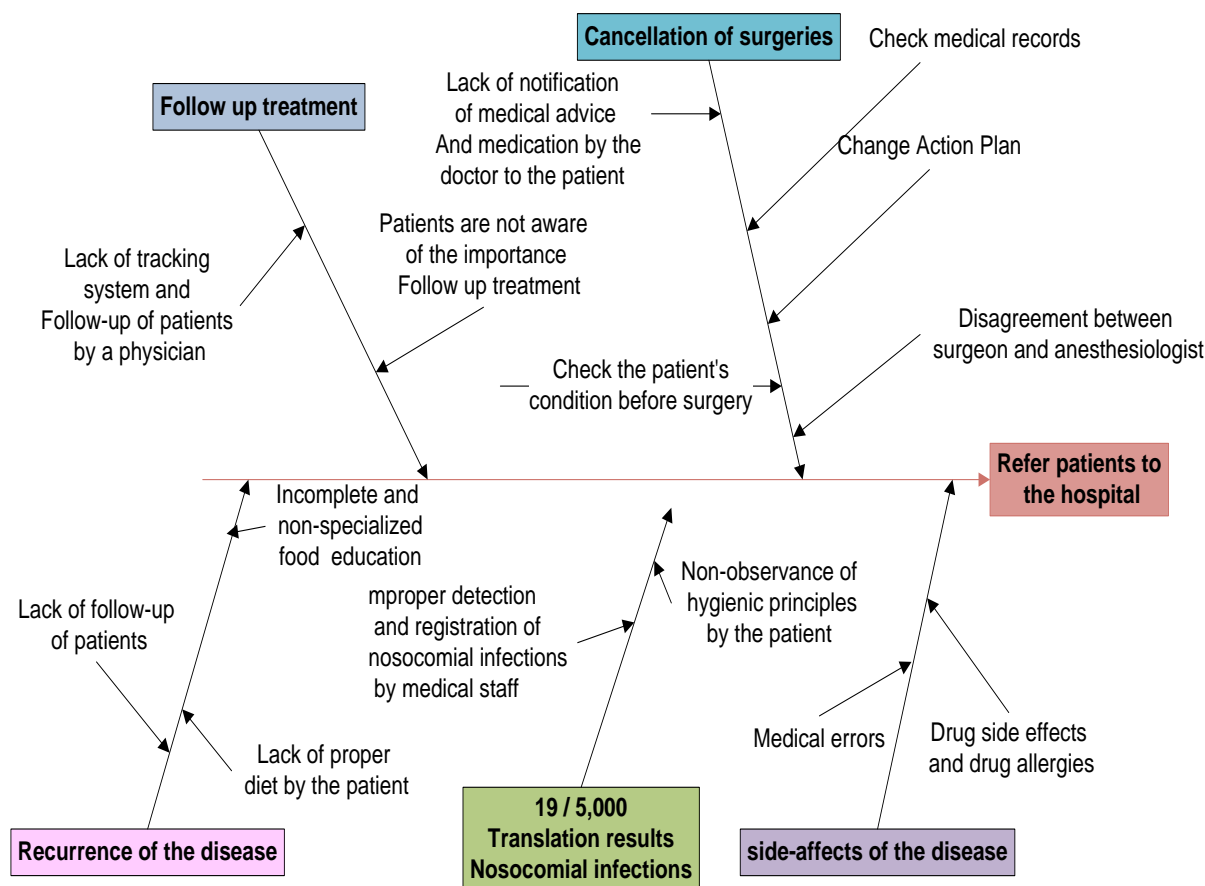 Cancellation of surgeries
Check medical records
Follow up treatment
Lack of notification
of medical advice
And medication by the
doctor to the patient
Change Action Plan
Patients are not aware
of the importance
Follow up treatment
Lack of tracking
system and
Follow-up of patients
by a physician
Disagreement between
surgeon and anesthesiologist
Check the patient's
condition before surgery
Refer patients to
the hospital
Incomplete and
non-specialized
food education
Lack of follow-up
of patients
mproper detection
and registration of
nosocomial infections
by medical staff
Non-observance of
hygienic principles
by the patient
Lack of proper
diet by the patient
Medical errors
Drug side effects
and drug allergies
Recurrence of the disease
19 / 5,000
Translation results
Nosocomial infections
side-affects of the disease